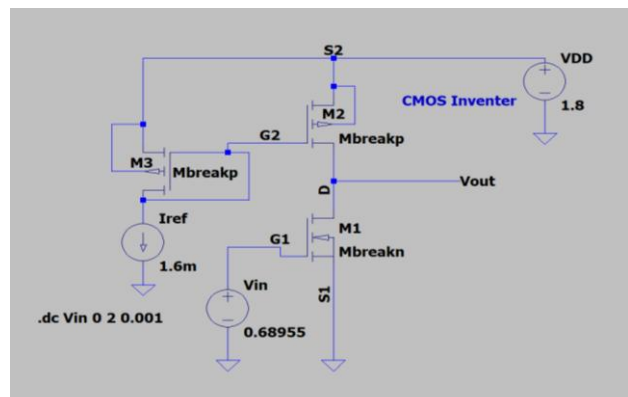 S2
VDD
M2
CMOS Inventer
1.8
G2
Mbreakp
M3
Mbreakp
D
Vout
Iref
M1
G1
Mbreakn
1.6m
Vin
S1
.dc Vin 0 2 0.001
0.68955